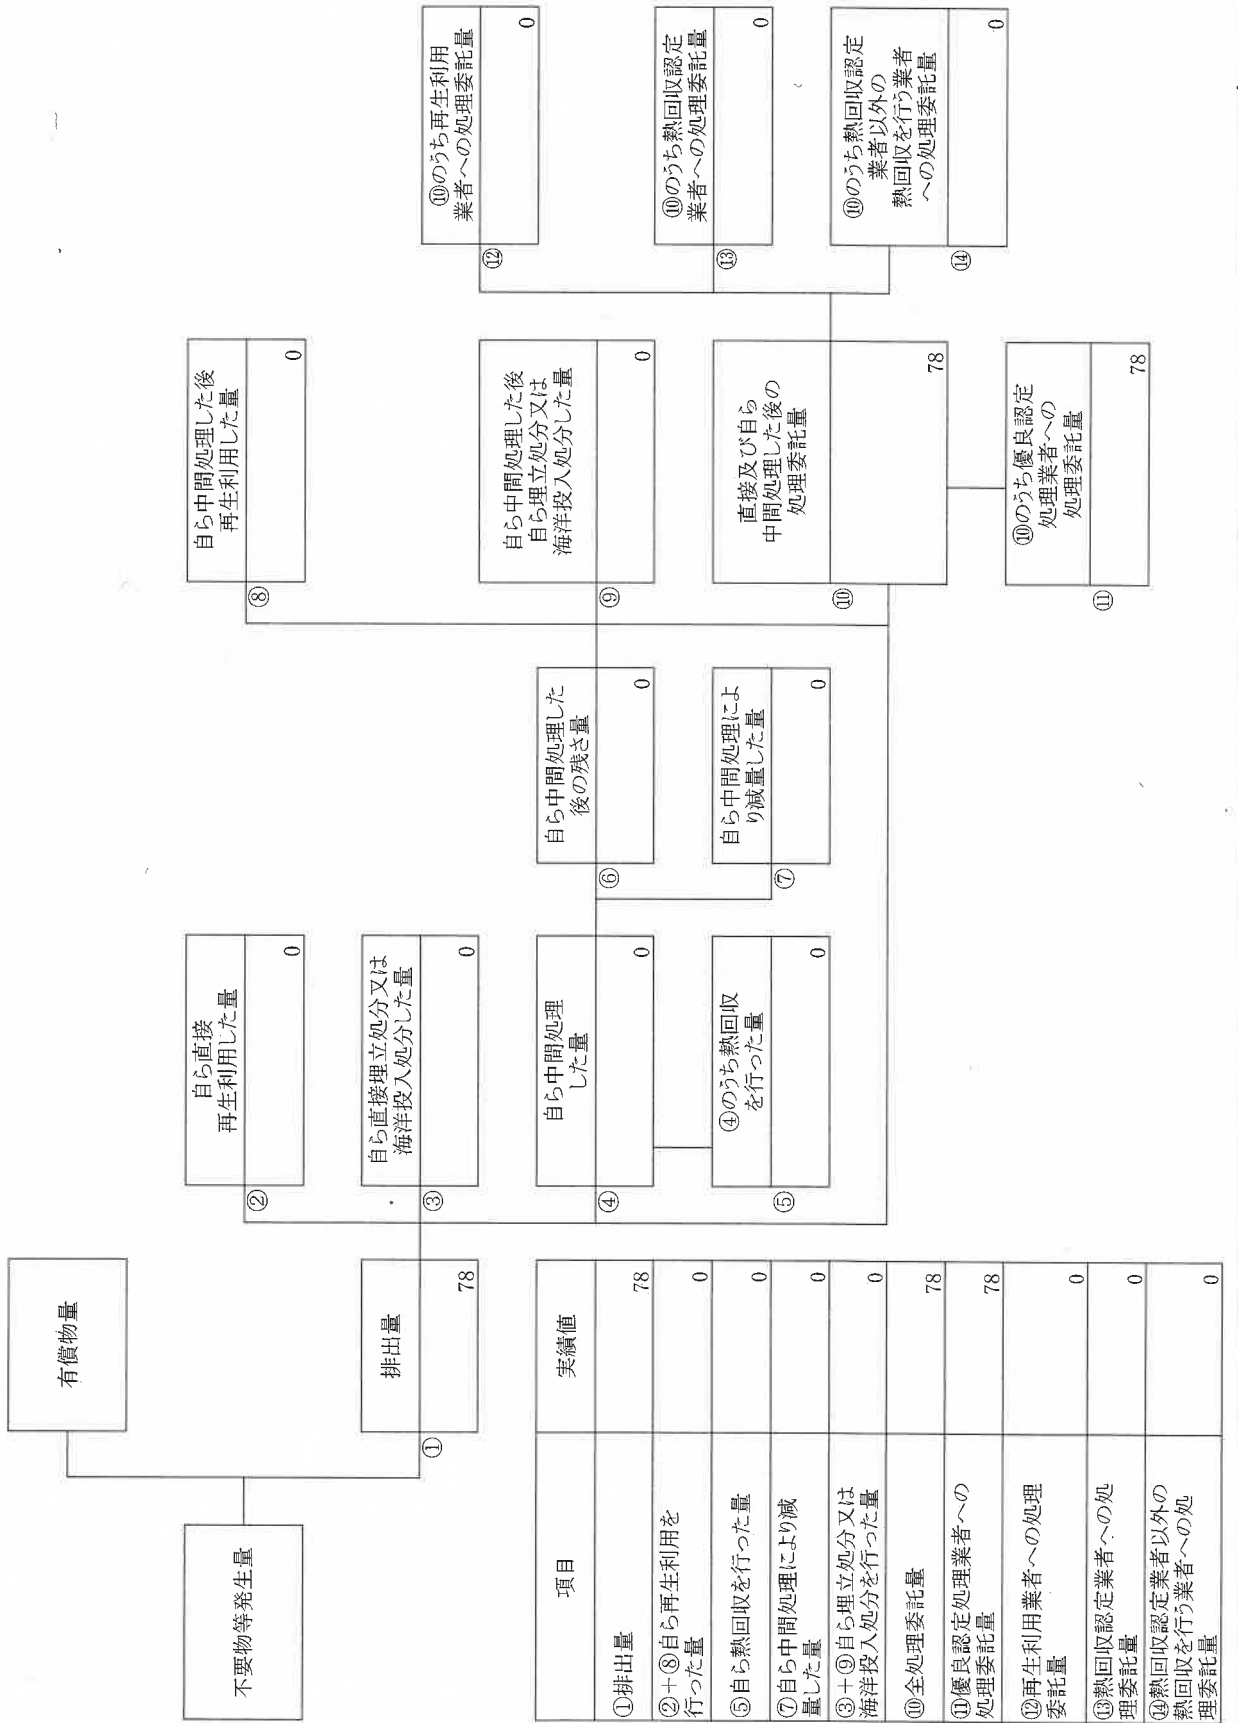 不要物等発生量
有償物量
排出量
①
78
自ら直接
再生利用した量
②
0
自ら直接埋立処分又は
海洋投入処分した量
③
0
自ら中間処理
した量
④
0
④のうち熱回収
を行った量
⑤
0
自ら中間処理した
後の残さ量
⑥
0
自ら中間処理によ
り減量した量
⑦
0
自ら中間処理した後
再生利用した量
⑧
0
自ら中間処理した後
自ら埋立処分又は
海洋投入処分した量
⑨
0
直接及び自ら
中間処理した後の
処理委託量
⑩
78
⑩のうち優良認定
処理業者への
処理委託量
⑪
78
⑩のうち再生利用
業者への処理委託量
⑫
0
⑩のうち熱回収認定
業者への処理委託量
⑬
0
⑩のうち熱回収認定
業者以外の
熱回収を行う業者
への処理委託量
⑭
0
項目 実績値
①排出量 78
②+⑧自ら再生利用を
行った量 0
⑤自ら熱回収を行った量 0
⑦自ら中間処理により減
量した量 0
③+⑨自ら埋立処分又は
海洋投入処分を行った量 0
⑩全処理委託量 78
⑪優良認定処理業者への
処理委託量 78
⑫再生利用業者への処理
委託量 0
⑬熱回収認定業者への処
理委託量 0
⑭熱回収認定業者以外の
熱回収を行う業者への処
理委託量 0